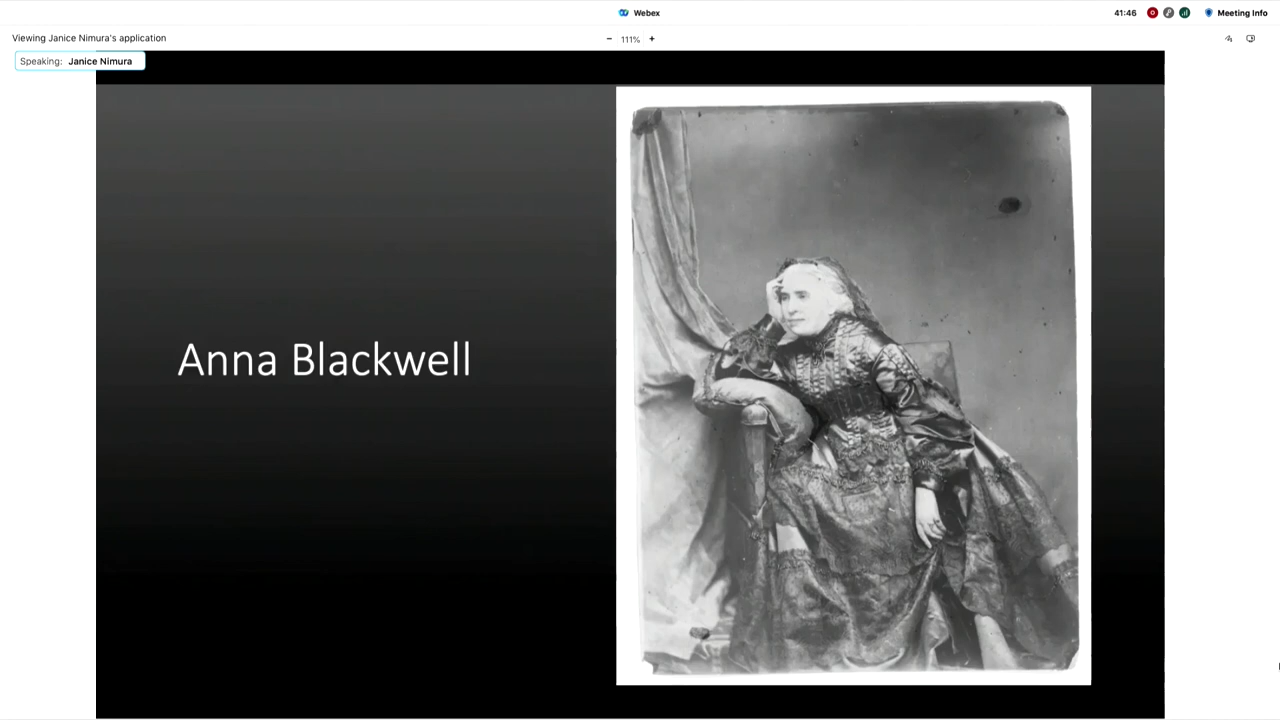 Webex
41:46
Meeting Info
Viewing Janice Nimura's application
111%
Speaking: Janice Nimura
Anna Blackwell